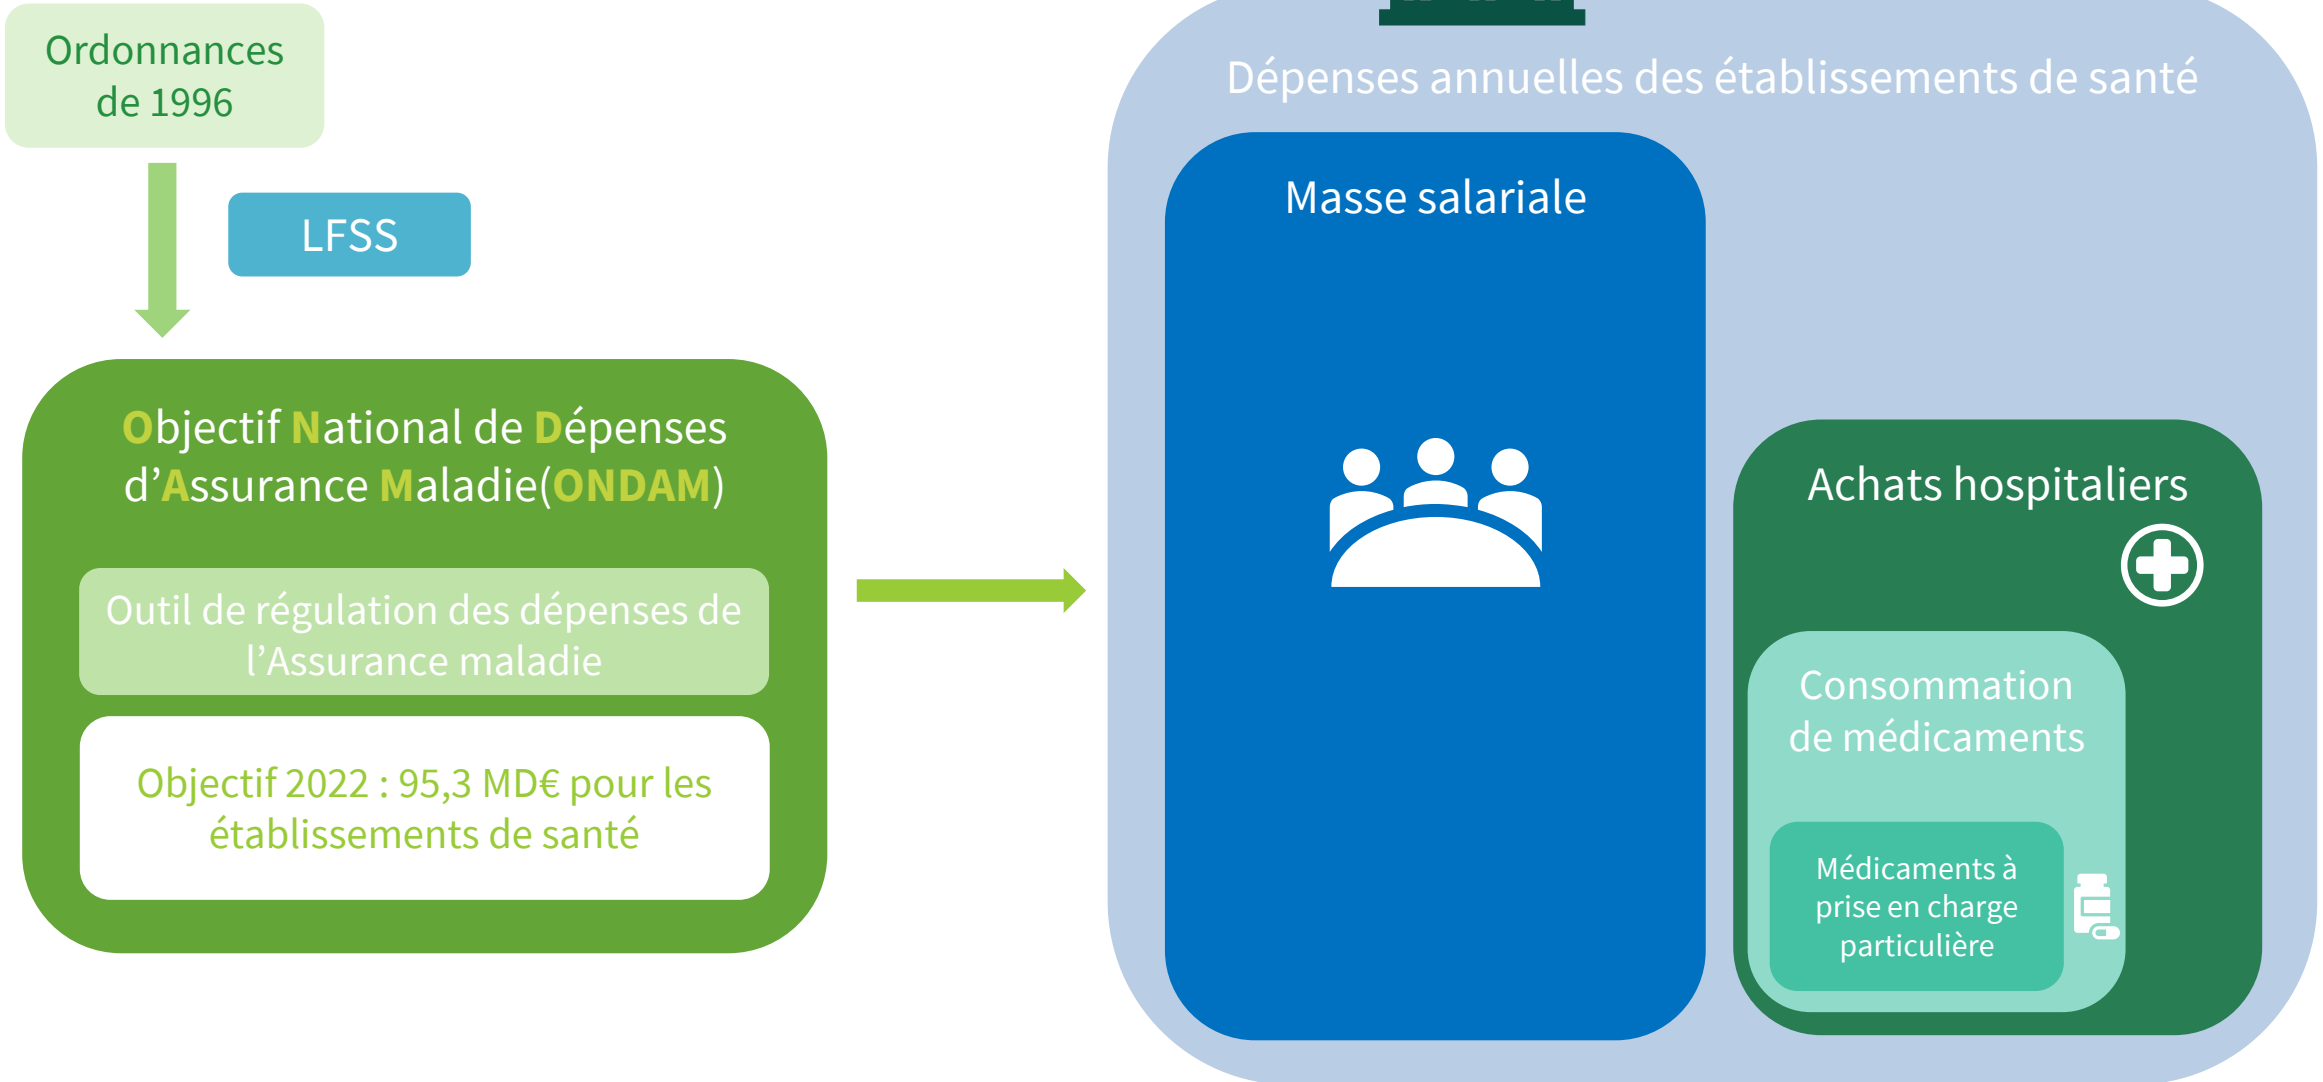 Ordonnances
de 1996
LFSS
Objectif National de Dépenses
d’Assurance Maladie(ONDAM)
Outil de régulation des dépenses de
l’Assurance maladie
Objectif 2022 : 95,3 MD€ pour les
établissements de santé
Dépenses annuelles des établissements de santé
Masse salariale
Achats hospitaliers
Consommation
de médicaments
Médicaments à
prise en charge
particulière